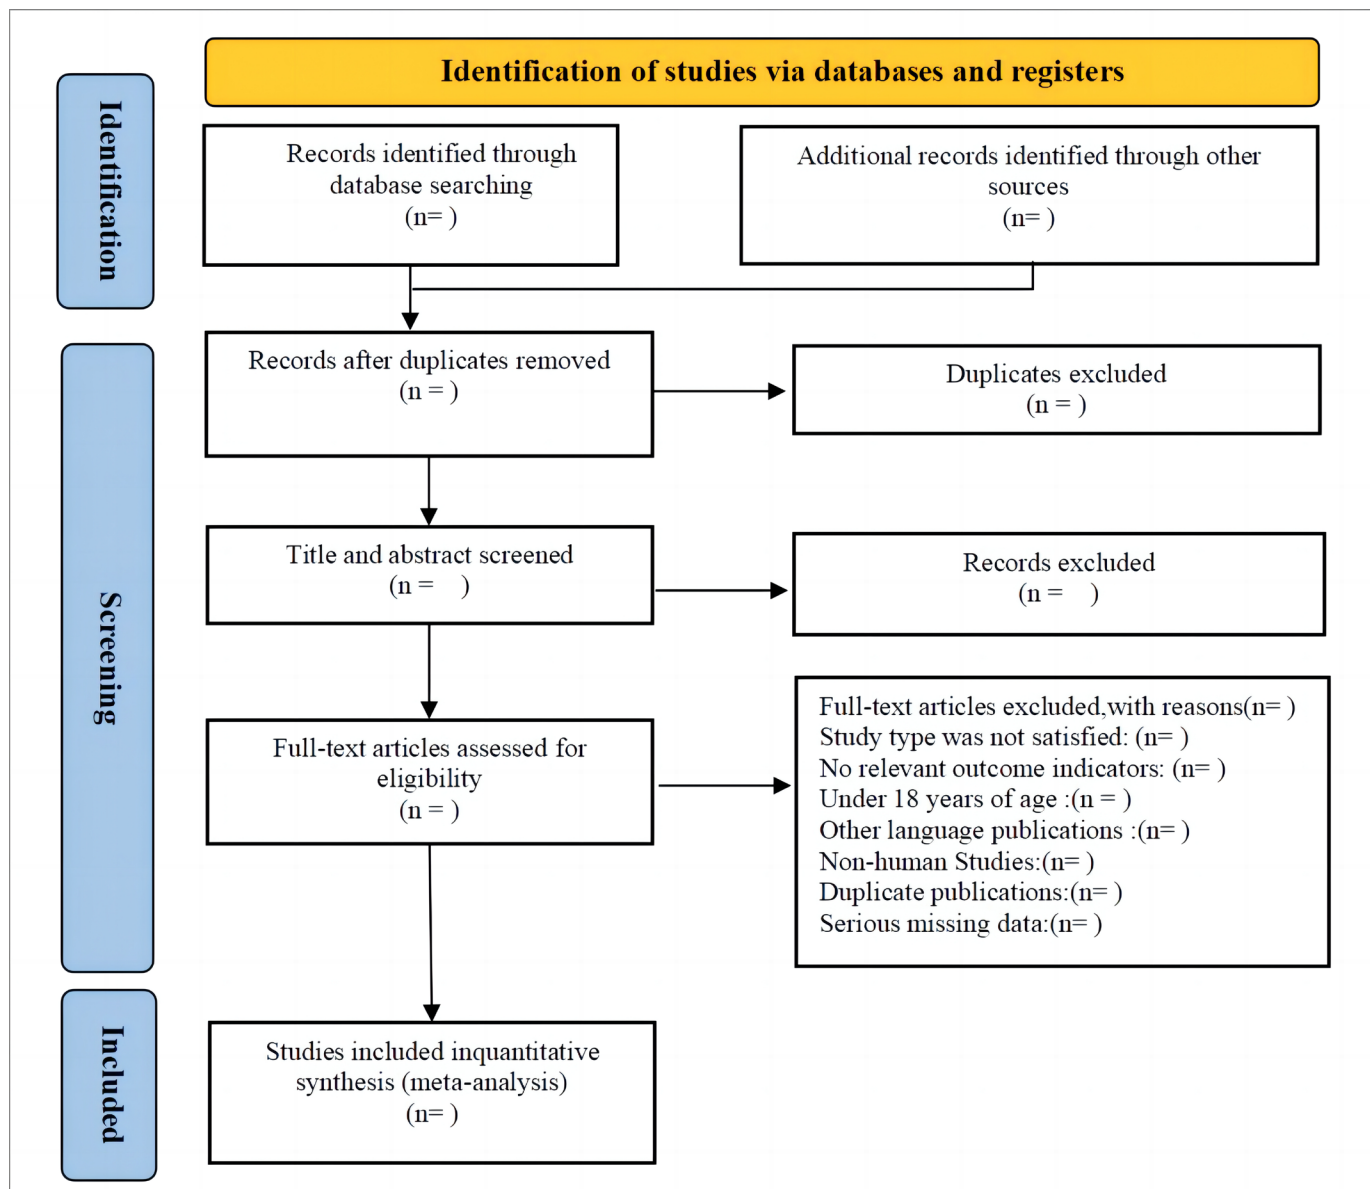 Identification of studies via databases and registers
Identification
Records identified through
database searching
(n= )
Additional records identified through other
sources
(n= )
Screening
Records after duplicates removed
(n = )
Duplicates excluded
(n = )
Title and abstract screened
(n =    )
Records excluded
(n =    )
Full-text articles assessed for
eligibility
(n = )
Full-text articles excluded,with reasons(n= )
Study type was not satisfied: (n= )
No relevant outcome indicators: (n= )
Under 18 years of age :(n = )
Other language publications :(n= )
Non-human Studies:(n= )
Duplicate publications:(n= )
Serious missing data:(n= )
Included
Studies included inquantitative
synthesis (meta-analysis)
(n= )